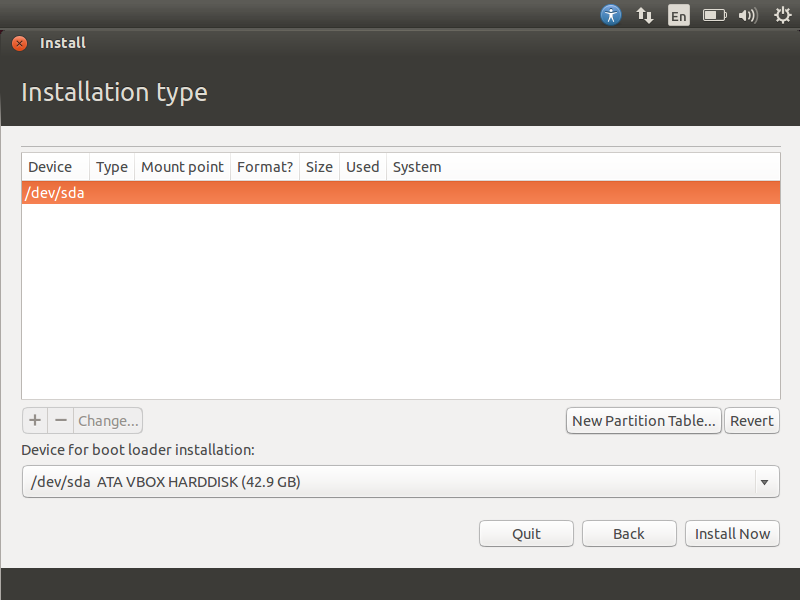 En
Install
Installation type
Device Type Mount point Format? Size Used System
/dev/sda
+ − Change... New Partition Table... Revert
Device for boot loader installation:
/dev/sda ATA VBOX HARDDISK (42.9 GB)
Quit Back Install Now